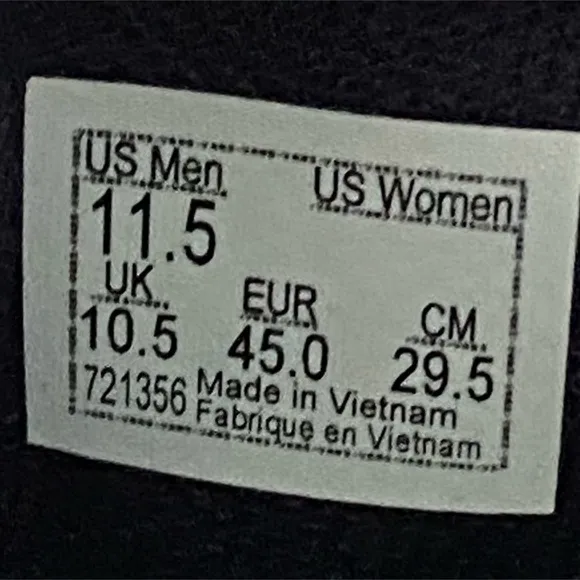 US Men US Women
11.5
UK EUR CM
10.5 45.0 29.5
721356 Made in Vietnam
Fabrique en Vietnam